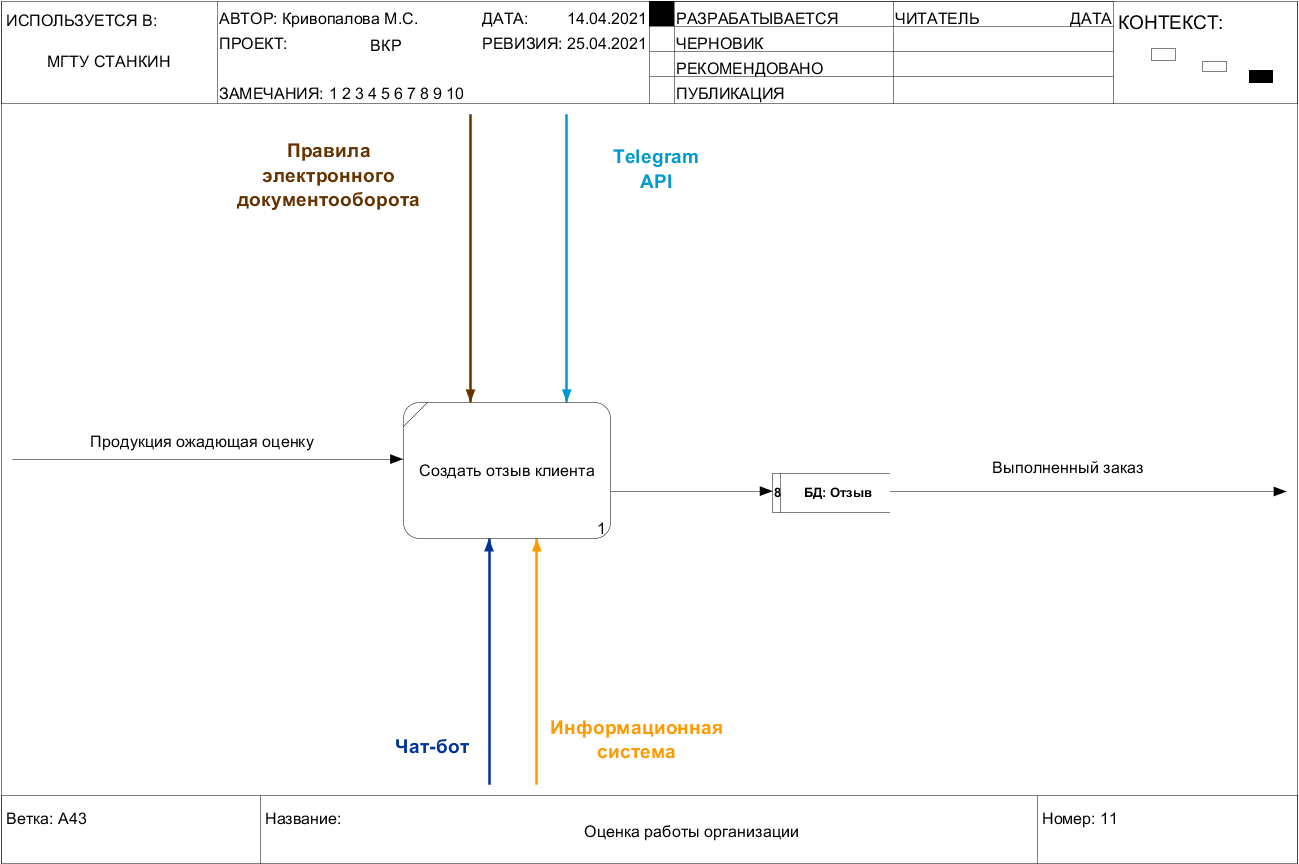 ИСПОЛЬЗУЕТСЯ В:
МГТУ СТАНКИН
АВТОР: Кривопалова М.С.
ДАТА: 14.04.2021
ПРОЕКТ: ВКР
РЕВИЗИЯ: 25.04.2021
ЗАМЕЧАНИЯ: 1 2 3 4 5 6 7 8 9 10
РАЗРАБАТЫВАЕТСЯ
ЧЕРНОВИК
РЕКОМЕНДОВАНО
ПУБЛИКАЦИЯ
ЧИТАТЕЛЬ ДАТА
КОНТЕКСТ:
Правила
электронного
документооборота
Telegram
API
Продукция ожадющая оценку
Создать отзыв клиента
1
8 БД: Отзыв
Выполненный заказ
Чат-бот
Информационная
система
Ветка: A43
Название:
Оценка работы организации
Номер: 11